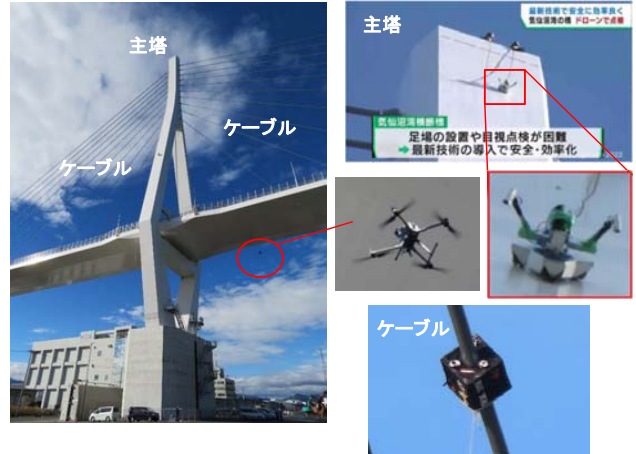 主塔
ケーブル
ケーブル
主塔
最新技術で安全に効率良く
気仙沼湾の橋 ドローンで点検
気仙沼湾横断橋
足場の設置や目視点検が困難
➡最新技術の導入で安全・効率化
ケーブル